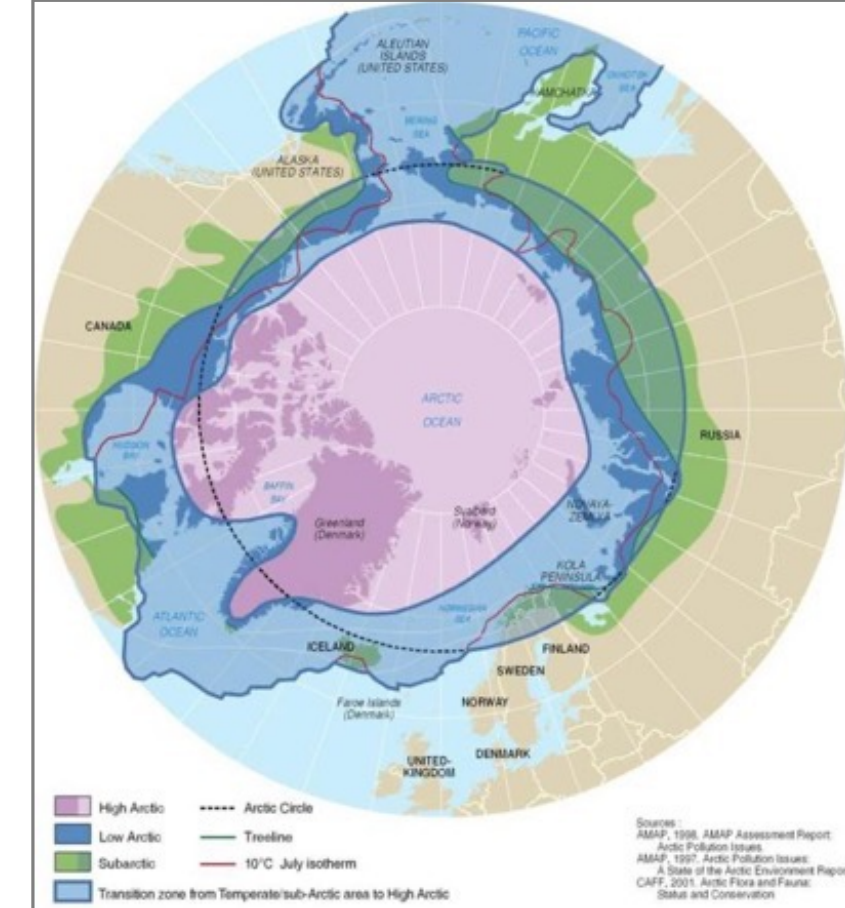 PACIFIC
OCEAN
ALEUTIAN
ISLANDS
(UNITED STATES)
OKHOTSK
SEA
KAMCHATKA
BERING
SEA
ALASKA
(UNITED STATES)
CANADA
ARCTIC
OCEAN
RUSSIA
HUDSON
BAY
BAFFIN
BAY
Greenland
(Denmark)
Svalbard
(Norway)
NOVAYA-
ZEMLYA
KOLA
PENINSULA
NORWEGIAN
SEA
ATLANTIC
OCEAN
ICELAND
FINLAND
SWEDEN
Faroe Islands
(Denmark)
NORWAY
DENMARK
UNITED-
KINGDOM
High Arctic
Arctic Circle
Low Arctic
Treeline
Subarctic
10°C July isotherm
Transition zone from Temperate/sub-Arctic area to High Arctic
Sources :
AMAP, 1998. AMAP Assessment Report:
Arctic Pollution Issues.
AMAP, 1997. Arctic Pollution Issues:
A State of the Arctic Environment Repor
CAFF, 2001. Arctic Flora and Fauna:
Status and Conservation